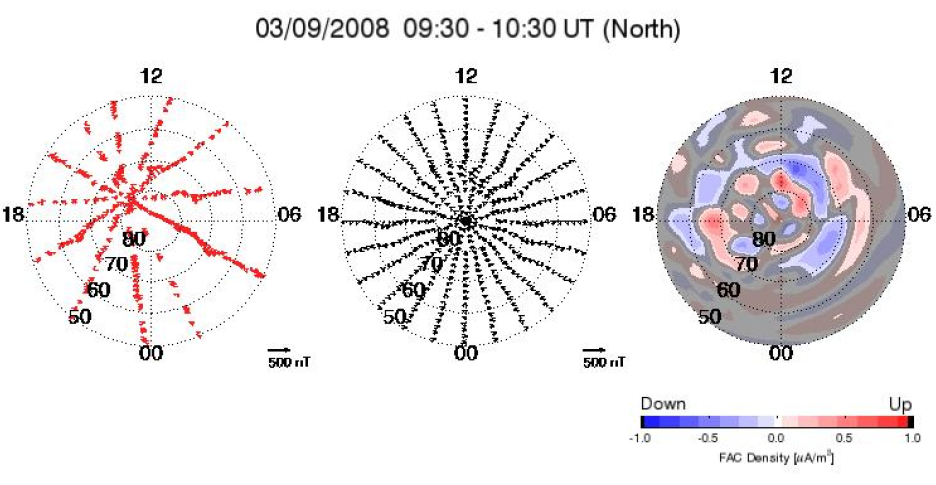 03/09/2008 09:30 - 10:30 UT (North)
12 12 12
18 06 18 06 18 06
80 80 80
70 70 70
60 60 60
50 50 50
00 00 00
500 nT 500 nT
Down Up
-1.0 -0.5 0.0 0.5 1.0
FAC Density [μA/m³]